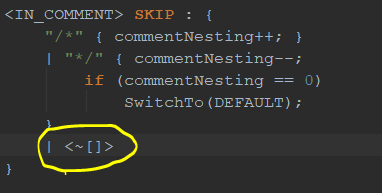 <IN_COMMENT> SKIP : {
"/*" { commentNesting++; }
| "*/" { commentNesting--;
if (commentNesting == 0)
SwitchTo(DEFAULT);
}
| <~[]>
}